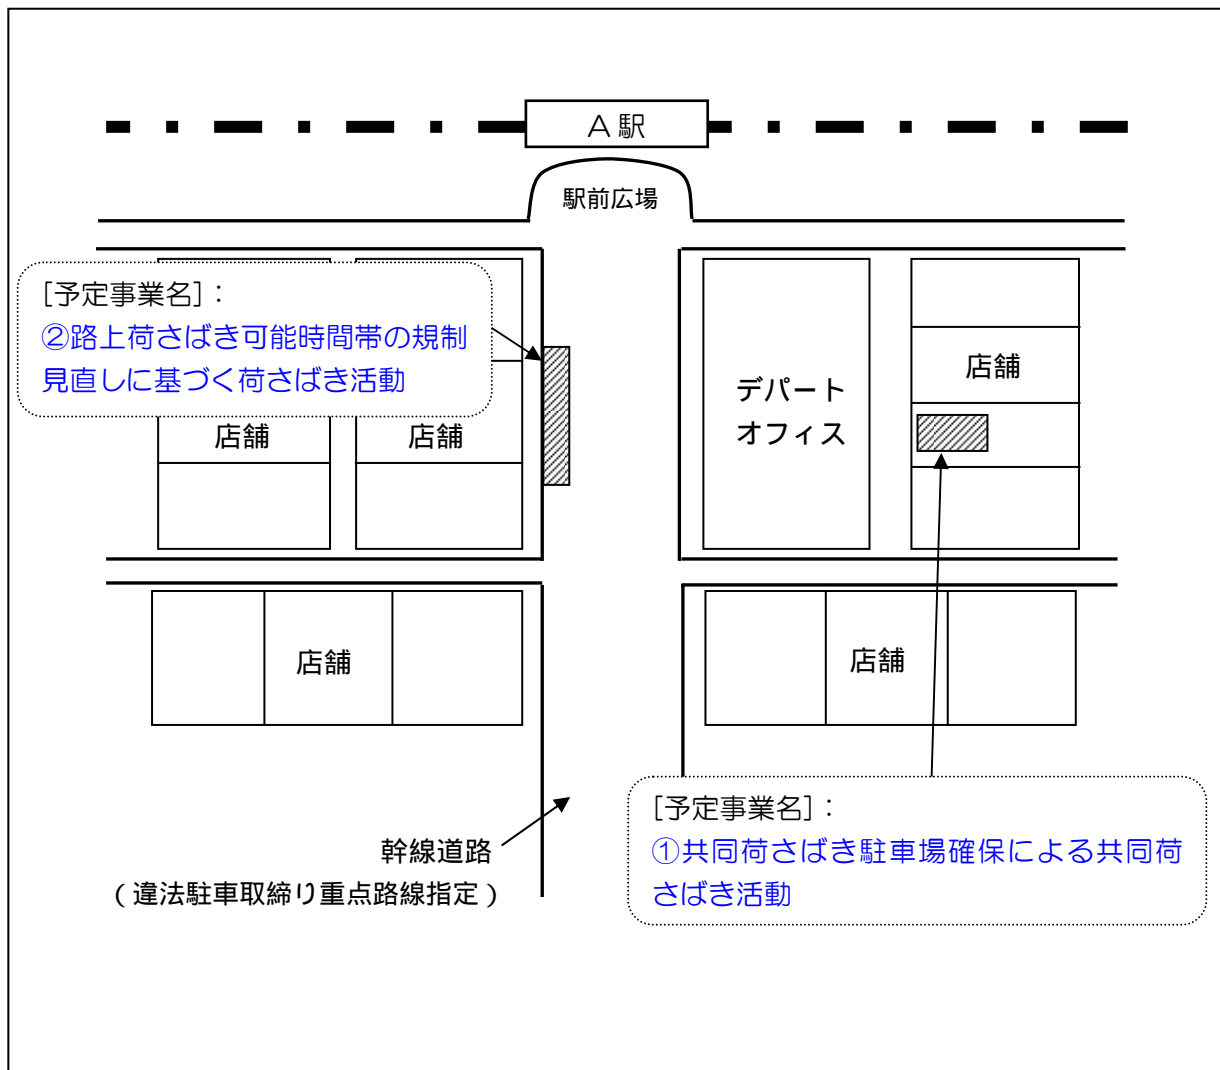 A駅
駅前広場
[予定事業名]:
②路上荷さばき可能時間帯の規制
見直しに基づく荷さばき活動
店舗
店舗
デパート
オフィス
店舗
店舗
店舗
[予定事業名]:
①共同荷さばき駐車場確保による共同荷
さばき活動
幹線道路
(違法駐車取締り重点路線指定)